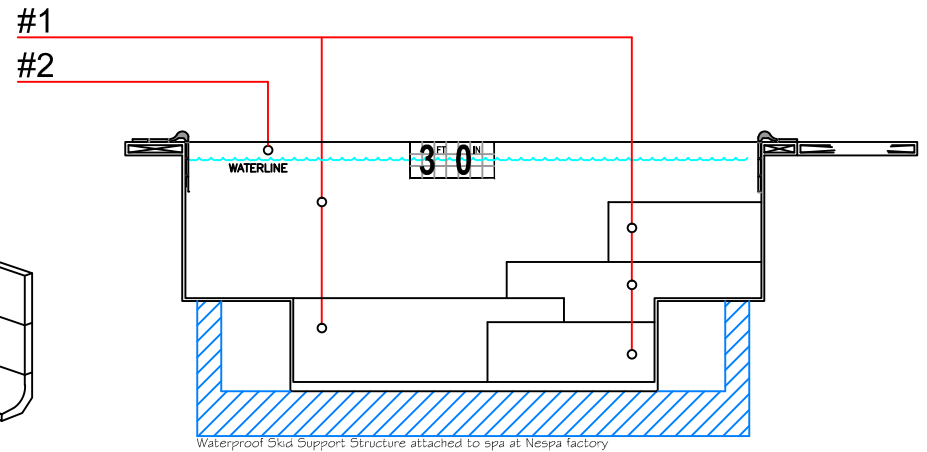 #1
#2
3 FT 0 IN
WATERLINE
Waterproof Skid Support Structure attached to spa at Nespa factory